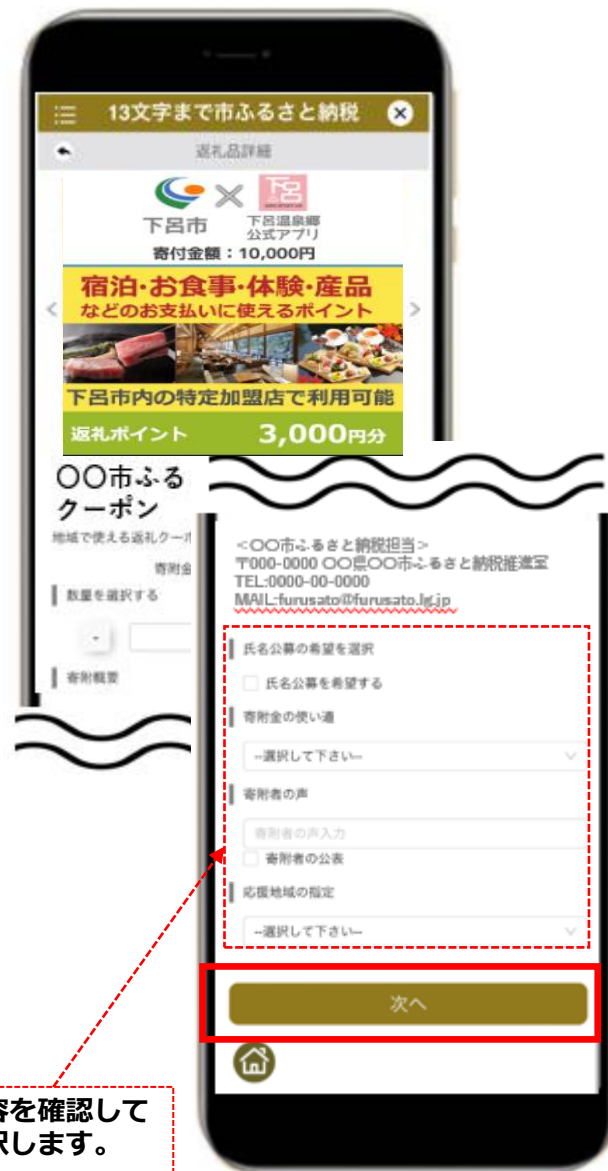 13文字まで市ふるさと納税
返礼品詳細
下呂
下呂市
下呂温泉郷
公式アプリ
寄付金額：10,000円
宿泊･お食事･体験･産品
などのお支払いに使えるポイント
下呂市内の特定加盟店で利用可能
返礼ポイント 3,000円分
〇〇市ふる
クーポン
地域で使える返礼クーポ
寄附金
数量を選択する
-
寄附概要
<〇〇市ふるさと納税担当>
〒000-0000 〇〇県〇〇市ふるさと納税推進室
TEL:0000-00-0000
MAIL:furusato@furusato.lg.jp
氏名公募の希望を選択
氏名公募を希望する
寄附金の使い道
--選択して下さい--
寄附者の声
寄附者の声入力
寄附者の公表
応援地域の指定
--選択して下さい--
次へ
容を確認して
択します。